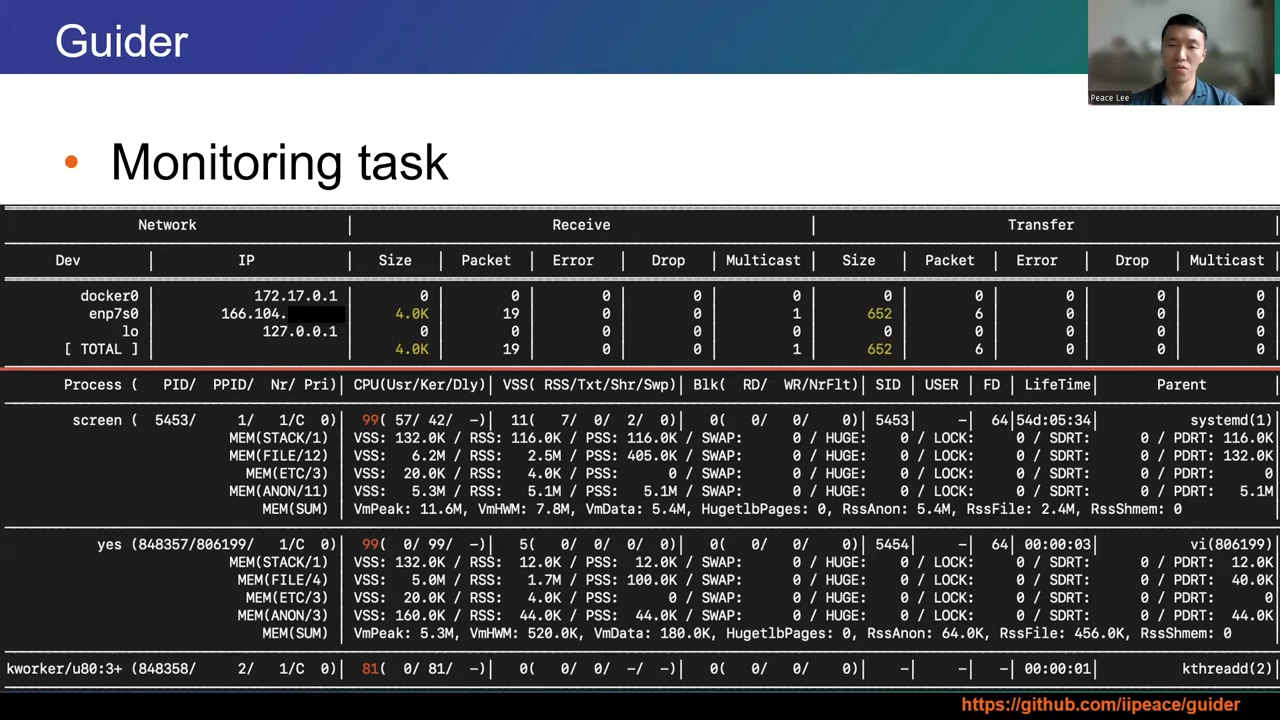 Guider
Peace Lee
• Monitoring task
Network | Receive | Transfer |
Dev | IP | Size | Packet | Error | Drop | Multicast | Size | Packet | Error | Drop | Multicast |
docker0 | 172.17.0.1 | 0 | 0 | 0 | 0 | 0 | 0 | 0 | 0 | 0 | 0 |
enp7s0 | 166.104. | 4.0K | 19 | 0 | 0 | 1 | 652 | 6 | 0 | 0 | 0 |
lo | 127.0.0.1 | 0 | 0 | 0 | 0 | 0 | 0 | 0 | 0 | 0 | 0 |
[ TOTAL ] | | 4.0K | 19 | 0 | 0 | 1 | 652 | 6 | 0 | 0 | 0 |
Process ( PID/ PPID/ Nr/ Pri)| CPU(Usr/Ker/Dly)| VSS( RSS/Txt/Shr/Swp)| Blk( RD/ WR/NrFlt)| SID | USER | FD | LifeTime| Parent |
screen ( 5453/ 1/ 1/C 0)| 99( 57/ 42/ -)| 11( 7/ 0/ 2/ 0)| 0( 0/ 0/ 0)| 5453| -| 64|54d:05:34| systemd(1)|
MEM(STACK/1) | VSS: 132.0K / RSS: 116.0K / PSS: 116.0K / SWAP: 0 / HUGE: 0 / LOCK: 0 / SDRT: 0 / PDRT: 116.0K
MEM(FILE/12) | VSS: 6.2M / RSS: 2.5M / PSS: 405.0K / SWAP: 0 / HUGE: 0 / LOCK: 0 / SDRT: 0 / PDRT: 132.0K
MEM(ETC/3) | VSS: 20.0K / RSS: 4.0K / PSS: 0 / SWAP: 0 / HUGE: 0 / LOCK: 0 / SDRT: 0 / PDRT: 0
MEM(ANON/11) | VSS: 5.3M / RSS: 5.1M / PSS: 5.1M / SWAP: 0 / HUGE: 0 / LOCK: 0 / SDRT: 0 / PDRT: 5.1M
MEM(SUM) | VmPeak: 11.6M, VmHWM: 7.8M, VmData: 5.4M, HugetlbPages: 0, RssAnon: 5.4M, RssFile: 2.4M, RssShmem: 0
yes (848357/806199/ 1/C 0)| 99( 0/ 99/ -)| 5( 0/ 0/ 0/ 0)| 0( 0/ 0/ 0)| 5454| -| 64| 00:00:03| vi(806199)|
MEM(STACK/1) | VSS: 132.0K / RSS: 12.0K / PSS: 12.0K / SWAP: 0 / HUGE: 0 / LOCK: 0 / SDRT: 0 / PDRT: 12.0K
MEM(FILE/4) | VSS: 5.0M / RSS: 1.7M / PSS: 100.0K / SWAP: 0 / HUGE: 0 / LOCK: 0 / SDRT: 0 / PDRT: 40.0K
MEM(ETC/3) | VSS: 20.0K / RSS: 4.0K / PSS: 0 / SWAP: 0 / HUGE: 0 / LOCK: 0 / SDRT: 0 / PDRT: 0
MEM(ANON/3) | VSS: 160.0K / RSS: 44.0K / PSS: 44.0K / SWAP: 0 / HUGE: 0 / LOCK: 0 / SDRT: 0 / PDRT: 44.0K
MEM(SUM) | VmPeak: 5.3M, VmHWM: 520.0K, VmData: 180.0K, HugetlbPages: 0, RssAnon: 64.0K, RssFile: 456.0K, RssShmem: 0
kworker/u80:3+ (848358/ 2/ 1/C 0)| 81( 0/ 81/ -)| 0( 0/ 0/ -/ -)| 0( 0/ 0/ 0)| -| -| -| 00:00:01| kthreadd(2)|
https://github.com/iipeace/guider